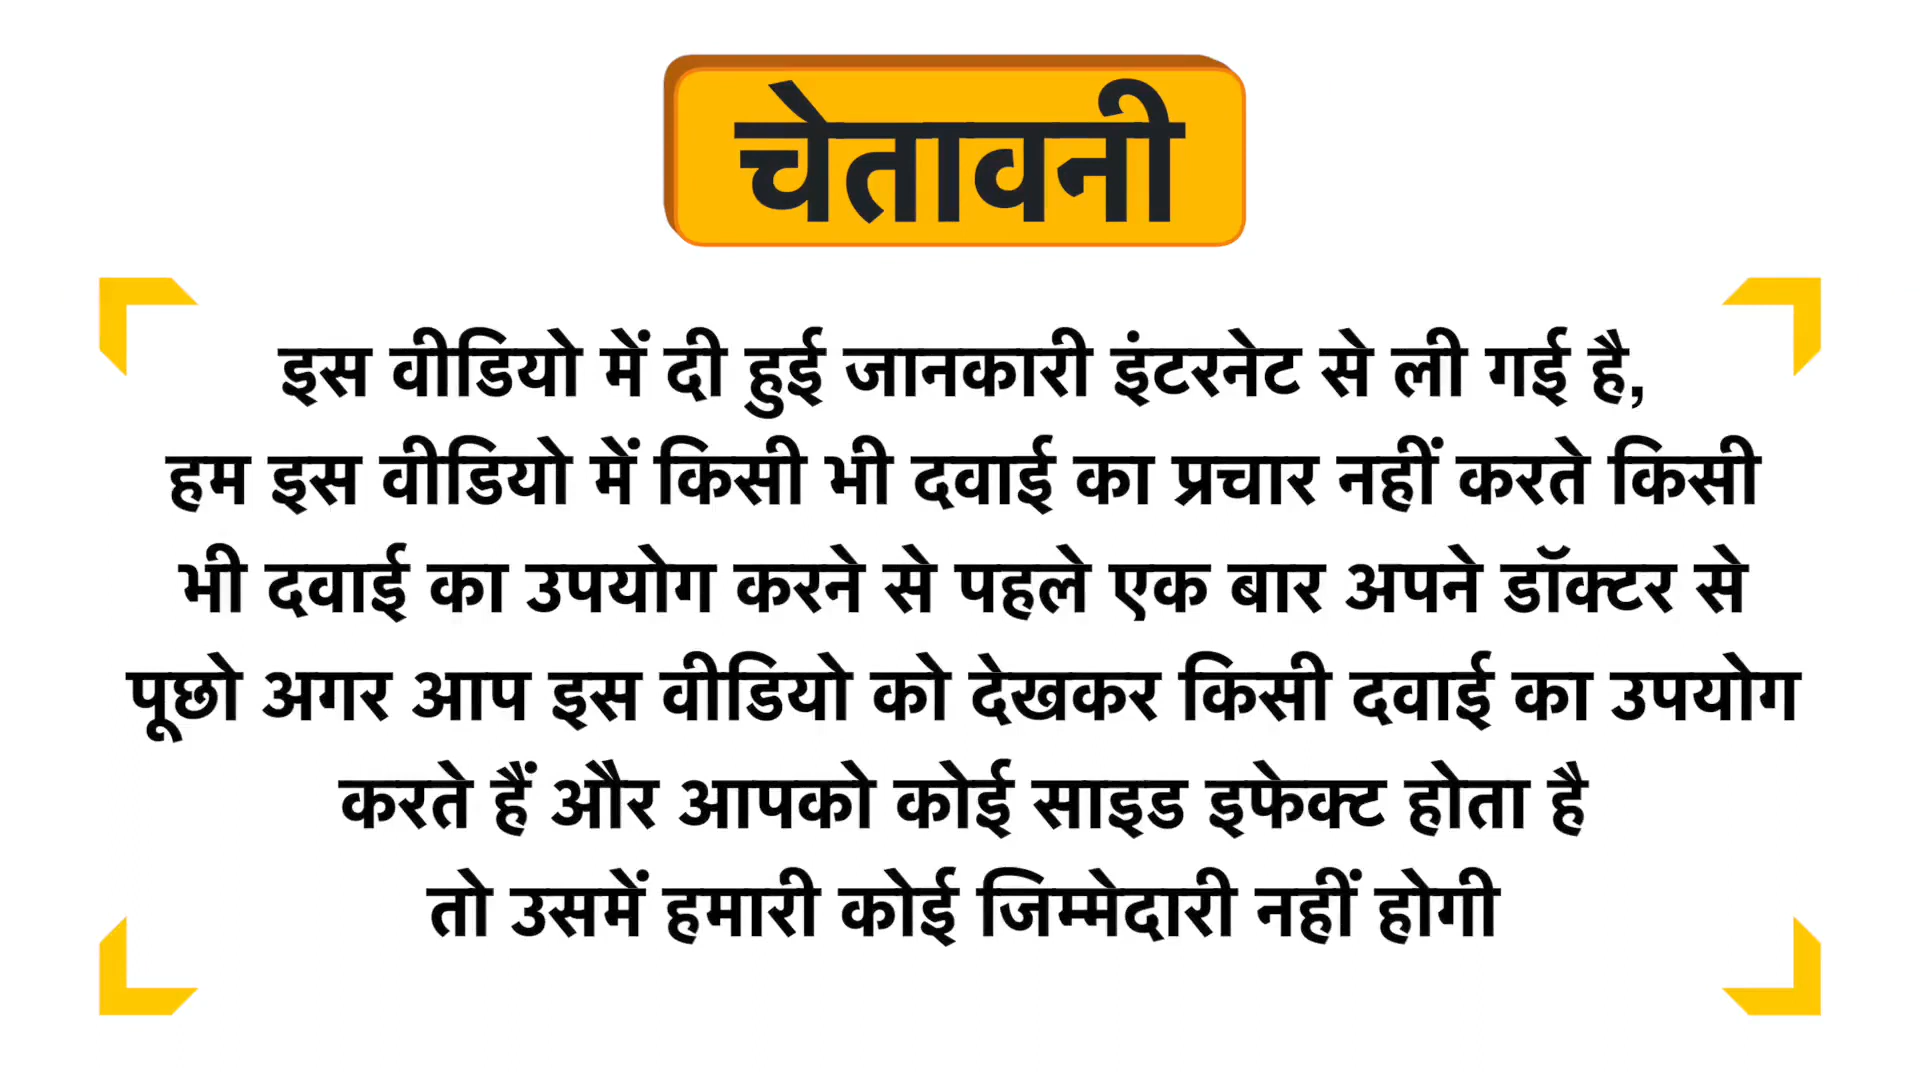 चेतावनी
इस वीडियो में दी हुई जानकारी इंटरनेट से ली गई है,
हम इस वीडियो में किसी भी दवाई का प्रचार नहीं करते किसी
भी दवाई का उपयोग करने से पहले एक बार अपने डॉक्टर से
पूछो अगर आप इस वीडियो को देखकर किसी दवाई का उपयोग
करते हैं और आपको कोई साइड इफेक्ट होता है
तो उसमें हमारी कोई जिम्मेदारी नहीं होगी